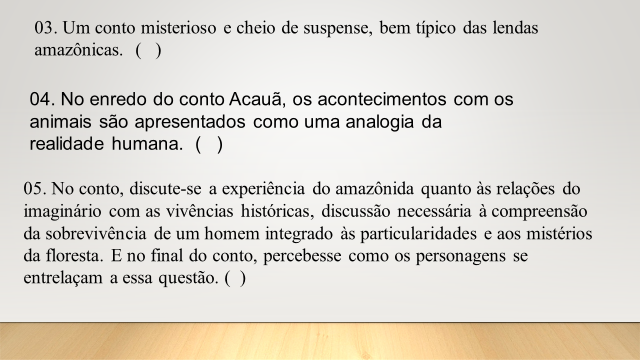 03. Um conto misterioso e cheio de suspense, bem típico das lendas
amazônicas. ( )
04. No enredo do conto Acauã, os acontecimentos com os
animais são apresentados como uma analogia da
realidade humana. ( )
05. No conto, discute-se a experiência do amazônida quanto às relações do
imaginário com as vivências históricas, discussão necessária à compreensão
da sobrevivência de um homem integrado às particularidades e aos mistérios
da floresta. E no final do conto, percebesse como os personagens se
entrelaçam a essa questão. ( )